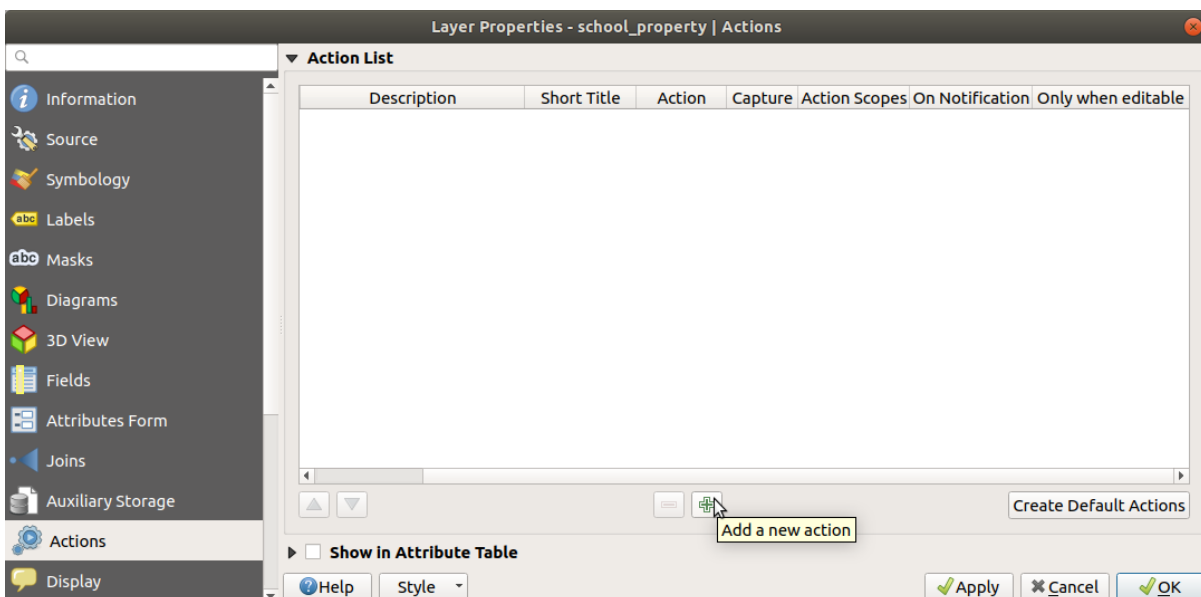 Layer Properties - school_property | Actions
Action List
Information
Source
Symbology
abc Labels
abc Masks
Diagrams
3D View
Fields
Attributes Form
Joins
Auxiliary Storage
Actions
Display
Description Short Title Action Capture Action Scopes On Notification Only when editable
Create Default Actions
Add a new action
Show in Attribute Table
Help Style Apply Cancel OK